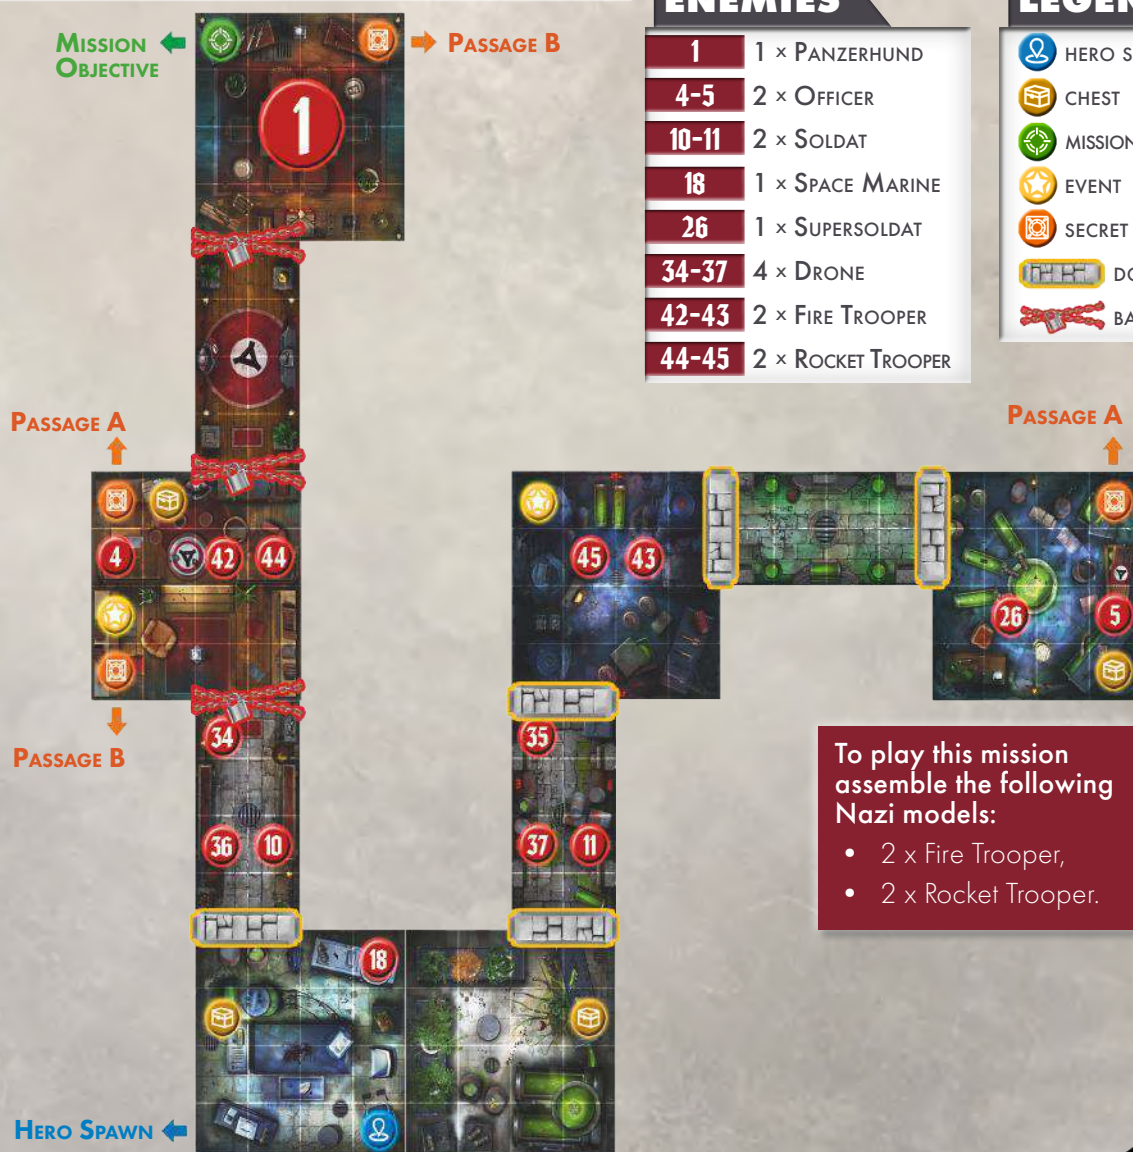 ENEMIES
1 1 × PANZERHUND
4-5 2 × OFFICER
10-11 2 × SOLDAT
18 1 × SPACE MARINE
26 1 × SUPERSOLDAT
34-37 4 × DRONE
42-43 2 × FIRE TROOPER
44-45 2 × ROCKET TROOPER
HERO
CHEST
MISSION
EVENT
SECRET
MISSION
OBJECTIVE
PASSAGE B
1
PASSAGE A
PASSAGE A
4 42 44
45 43
26 5
PASSAGE B
34
35
36 10
37 11
18
HERO SPAWN
To play this mission
assemble the following
Nazi models:
• 2 x Fire Trooper,
• 2 x Rocket Trooper.